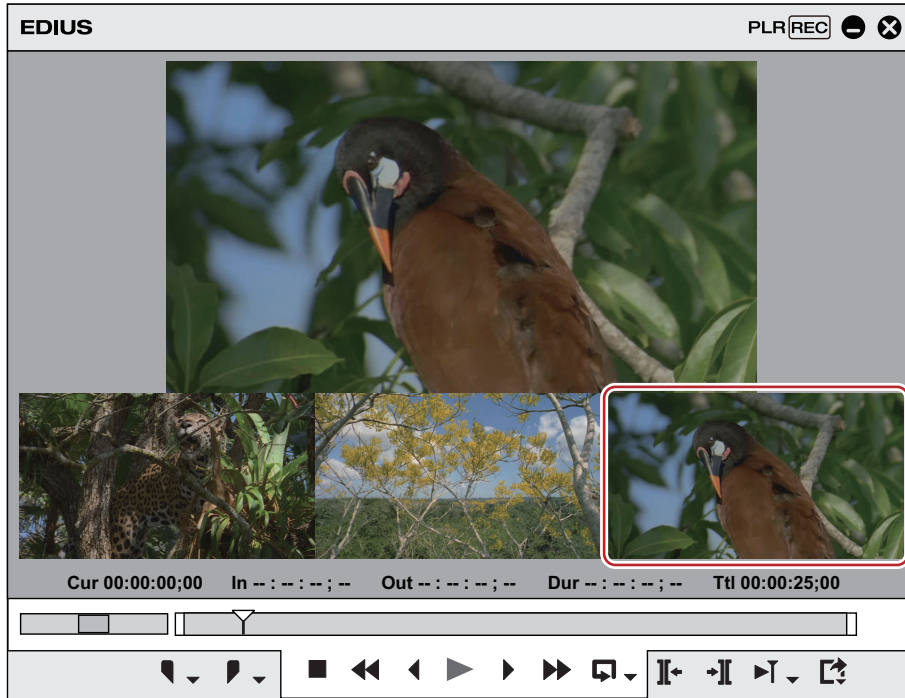 EDIUS
PLR REC
Cur 00:00:00;00 In -- : -- : -- ; -- Out -- : -- : -- ; -- Dur -- : -- : -- ; -- Ttl 00:00:25;00